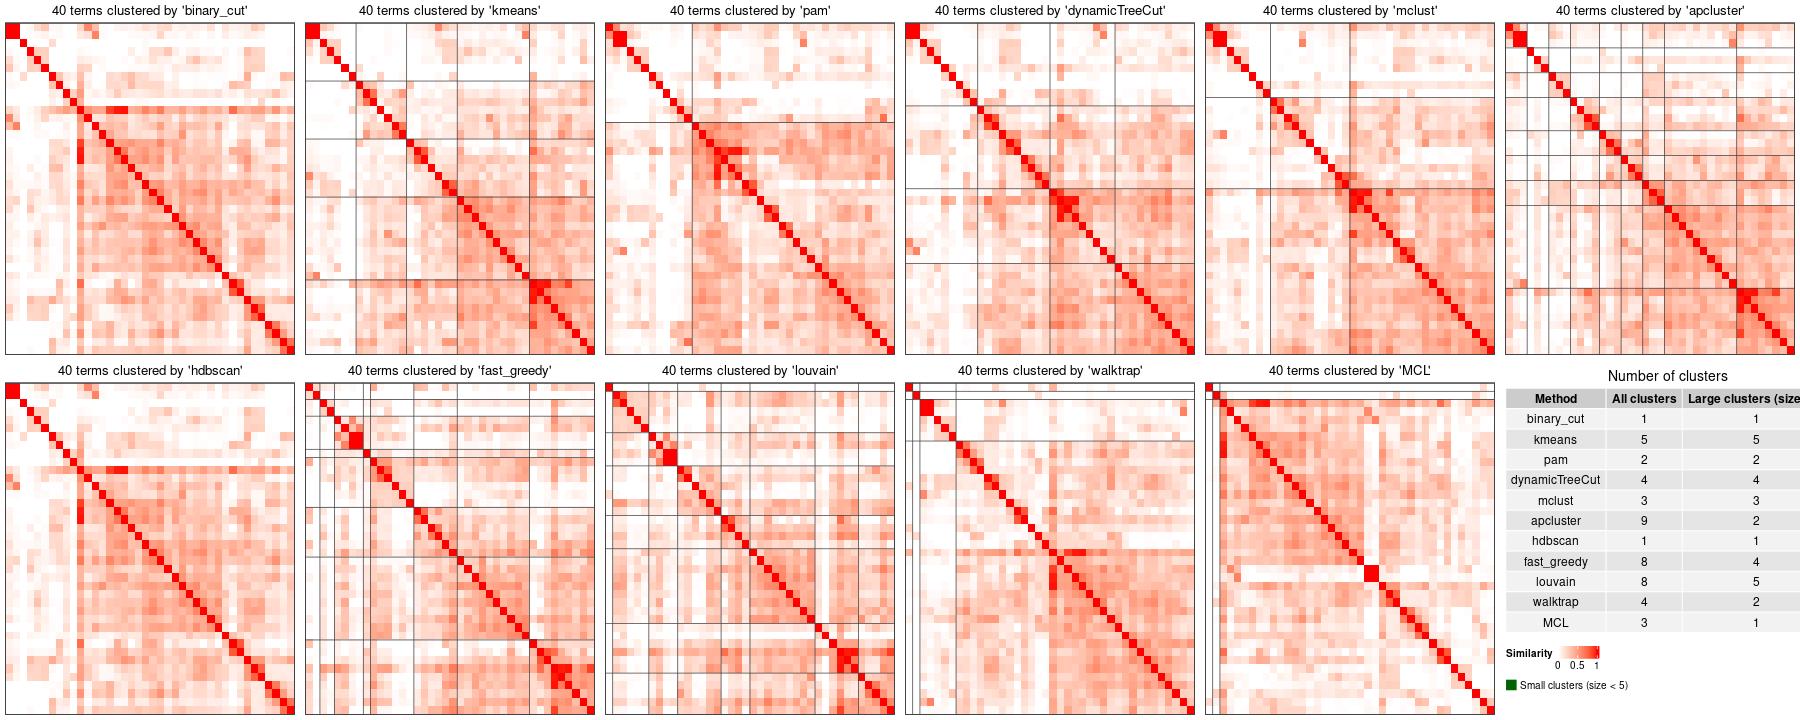 40 terms clustered by 'binary_cut'
40 terms clustered by 'kmeans'
40 terms clustered by 'pam'
40 terms clustered by 'dynamicTreeCut'
40 terms clustered by 'mclust'
40 terms clustered by 'apcluster'
40 terms clustered by 'hdbscan'
40 terms clustered by 'fast_greedy'
40 terms clustered by 'louvain'
40 terms clustered by 'walktrap'
40 terms clustered by 'MCL'
Number of clusters
Method All clusters Large clusters (size
binary_cut 1 1
kmeans 5 5
pam 2 2
dynamicTreeCut 4 4
mclust 3 3
apcluster 9 2
hdbscan 1 1
fast_greedy 8 4
louvain 8 5
walktrap 4 2
MCL 3 1
Similarity
0 0.5 1
Small clusters (size < 5)